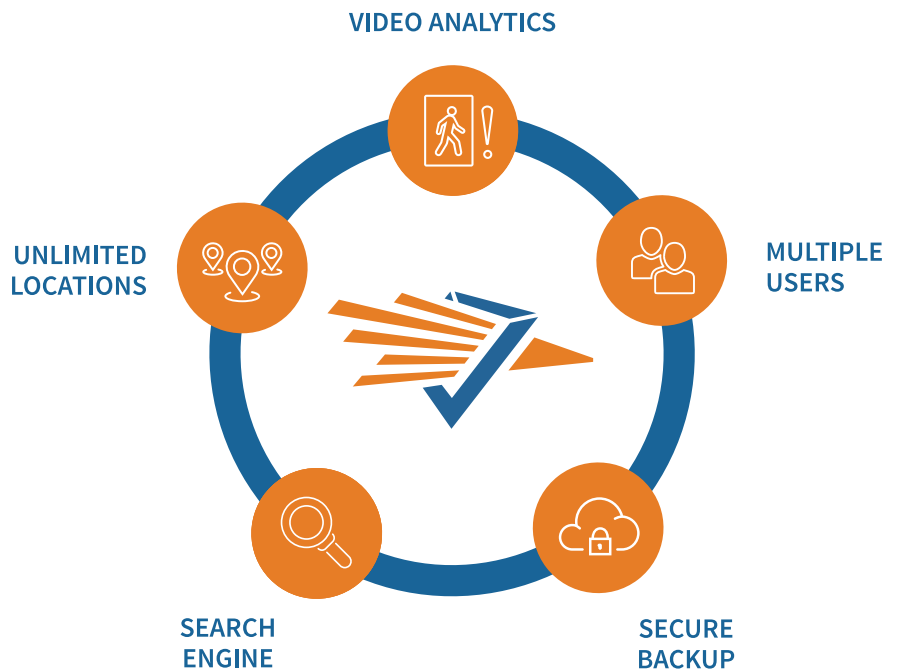 VIDEO ANALYTICS
UNLIMITED
LOCATIONS
MULTIPLE
USERS
SEARCH
ENGINE
SECURE
BACKUP